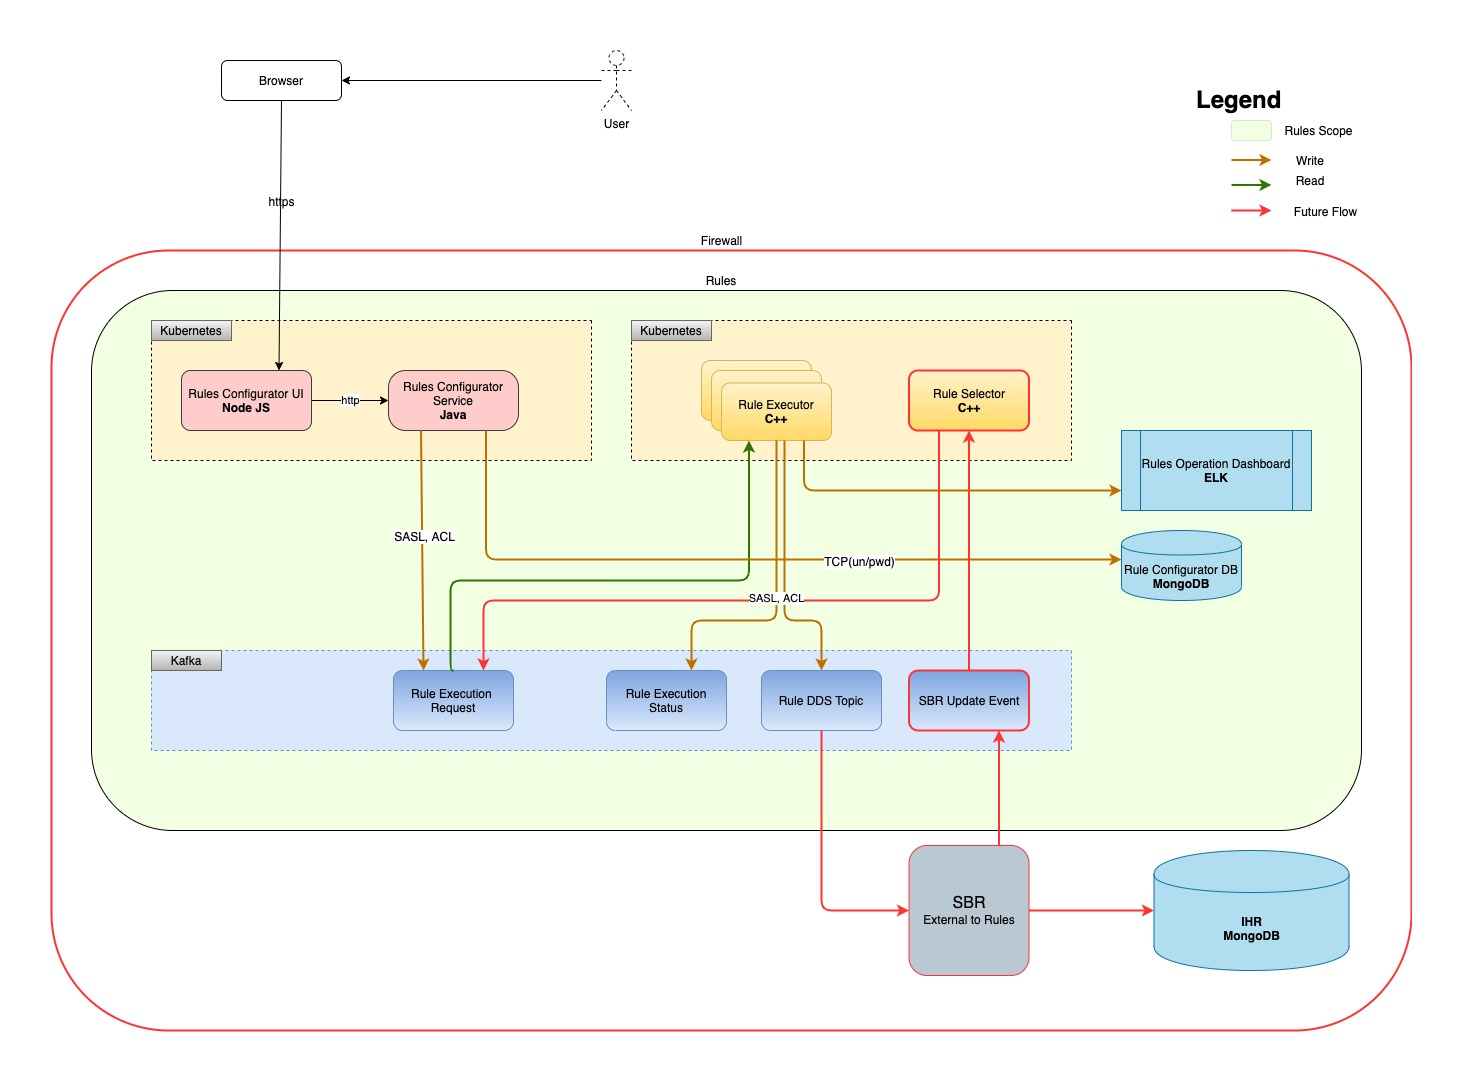 Browser
User
Legend
Rules Scope
Write
Read
Future Flow
https
Firewall
Rules
Kubernetes
Kubernetes
Rules Configurator UI
Node JS
http
Rules Configurator
Service
Java
Rule Executor
C++
Rule Selector
C++
Rules Operation Dashboard
ELK
SASL, ACL
TCP(un/pwd)
Rule Configurator DB
MongoDB
SASL, ACL
Kafka
Rule Execution
Request
Rule Execution
Status
Rule DDS Topic
SBR Update Event
SBR
External to Rules
IHR
MongoDB